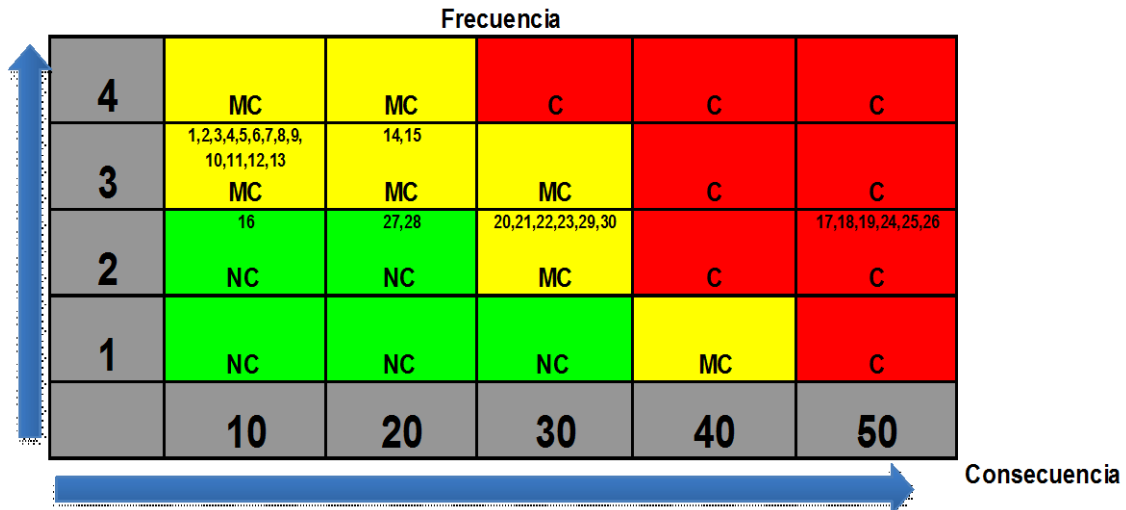 Frecuencia
4 MC MC C C C
1,2,3,4,5,6,7,8,9, 14,15
10,11,12,13
3 MC MC MC C C
16 27,28 20,21,22,23,29,30 17,18,19,24,25,26
2 NC NC MC C C
1 NC NC NC MC C
10 20 30 40 50
Consecuencia